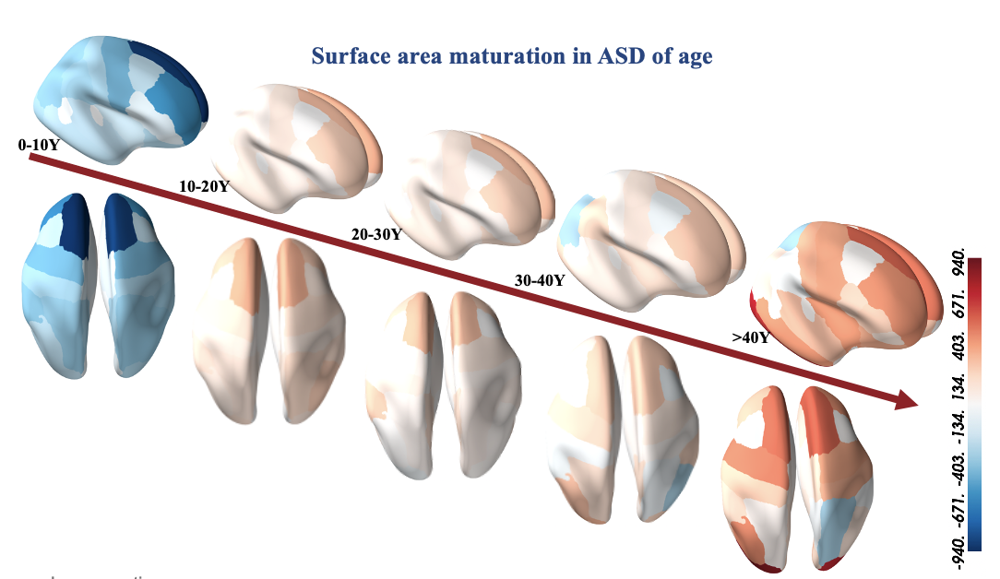 Surface area maturation in ASD of age
0-10Y
10-20Y
20-30Y
30-40Y
>40Y
-940. -671. -403. -134. 134. 403. 671. 940.